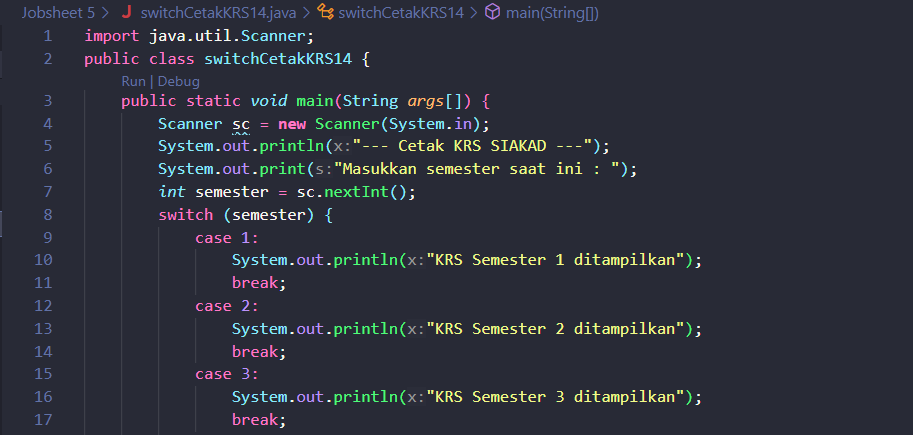 Jobsheet 5 > J switchCetakKRS14.java > switchCetakKRS14 > main(String[])
1 import java.util.Scanner;
2 public class switchCetakKRS14 {
Run | Debug
3 public static void main(String args[]) {
4 Scanner sc = new Scanner(System.in);
5 System.out.println(x:"--- Cetak KRS SIAKAD ---");
6 System.out.print(s:"Masukkan semester saat ini : ");
7 int semester = sc.nextInt();
8 switch (semester) {
9 case 1:
10 System.out.println(x:"KRS Semester 1 ditampilkan");
11 break;
12 case 2:
13 System.out.println(x:"KRS Semester 2 ditampilkan");
14 break;
15 case 3:
16 System.out.println(x:"KRS Semester 3 ditampilkan");
17 break;